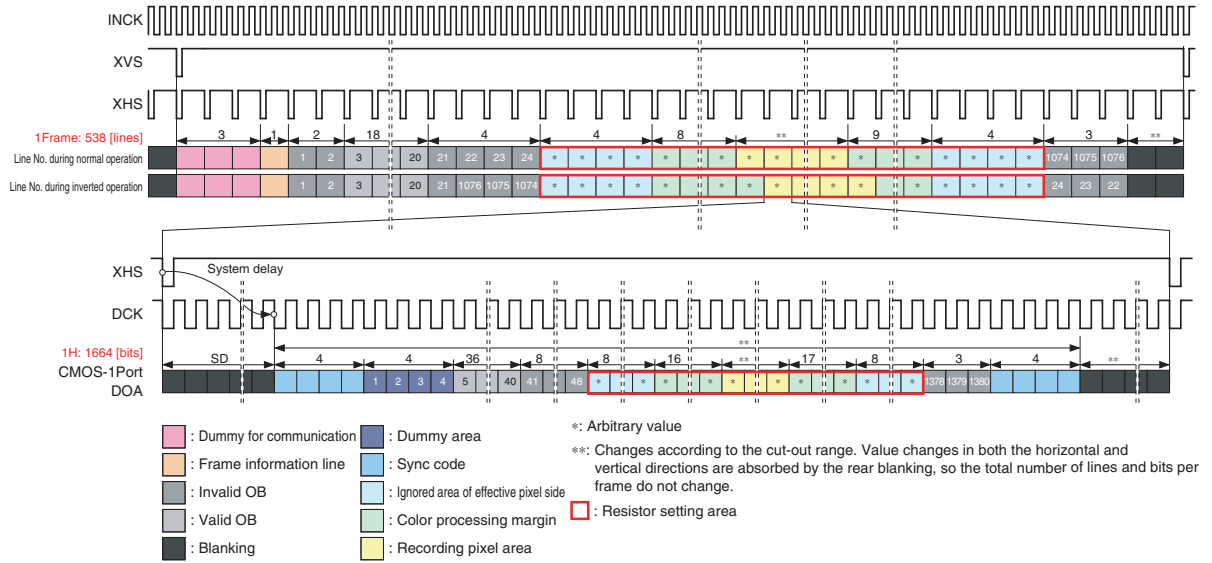 INCK
XVS
XHS
1Frame: 538 [lines]
3 1 2 18 4 4 8 ** 9 4 3 **
Line No. during normal operation
1 2 3 20 21 22 23 24 * * * * * * * * * * * * * * * * 1074 1075 1076
Line No. during inverted operation
1 2 3 20 21 1076 1075 1074 * * * * * * * * * * * * * * * 24 23 22
XHS
System delay
DCK
**
1H: 1664 [bits]
SD 4 4 36 8 8 16 ** 17 8 3 4 **
CMOS-1Port
DOA
1 2 3 4 5 40 41 48 * * * * * * * * * * * 1378 1379 1380
: Dummy for communication
: Frame information line
: Invalid OB
: Valid OB
: Blanking
: Dummy area
: Sync code
: Ignored area of effective pixel side
: Color processing margin
: Recording pixel area
*: Arbitrary value
**: Changes according to the cut-out range. Value changes in both the horizontal and
vertical directions are absorbed by the rear blanking, so the total number of lines and bits per
frame do not change.
: Resistor setting area